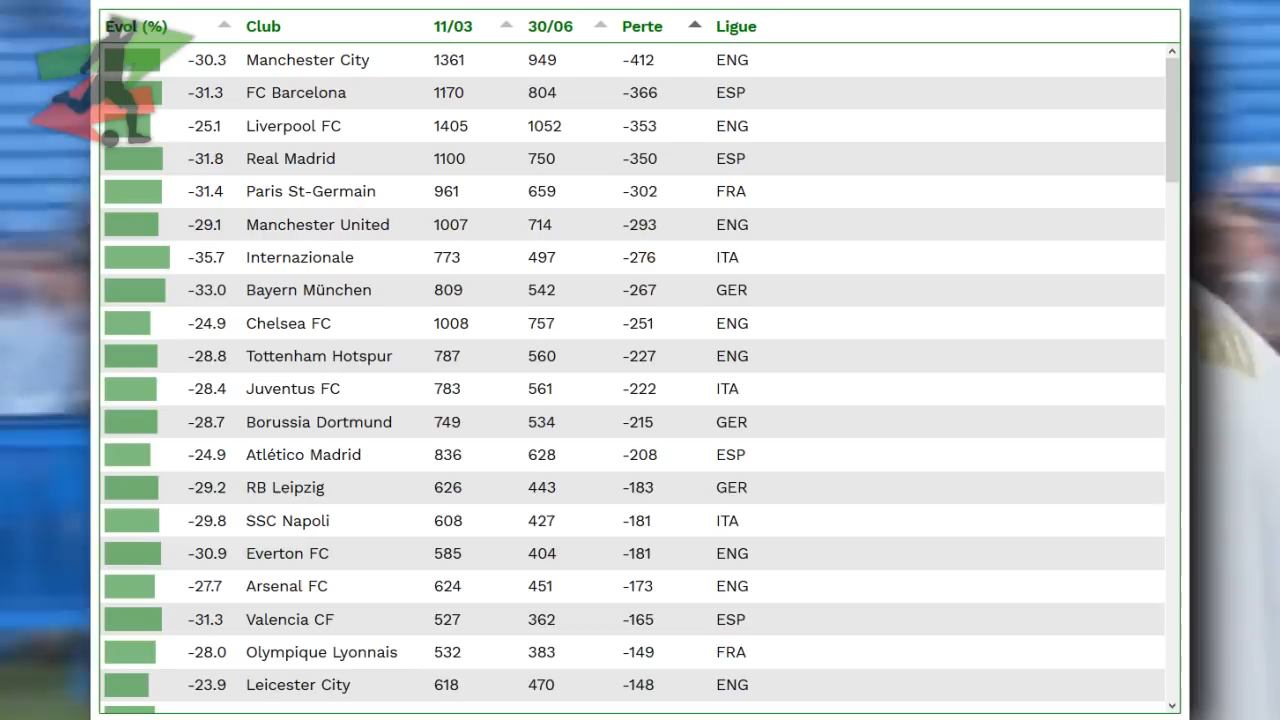 Evol (%) Club 11/03 30/06 Perte Ligue
-30.3 Manchester City 1361 949 -412 ENG
-31.3 FC Barcelona 1170 804 -366 ESP
-25.1 Liverpool FC 1405 1052 -353 ENG
-31.8 Real Madrid 1100 750 -350 ESP
-31.4 Paris St-Germain 961 659 -302 FRA
-29.1 Manchester United 1007 714 -293 ENG
-35.7 Internazionale 773 497 -276 ITA
-33.0 Bayern München 809 542 -267 GER
-24.9 Chelsea FC 1008 757 -251 ENG
-28.8 Tottenham Hotspur 787 560 -227 ENG
-28.4 Juventus FC 783 561 -222 ITA
-28.7 Borussia Dortmund 749 534 -215 GER
-24.9 Atlético Madrid 836 628 -208 ESP
-29.2 RB Leipzig 626 443 -183 GER
-29.8 SSC Napoli 608 427 -181 ITA
-30.9 Everton FC 585 404 -181 ENG
-27.7 Arsenal FC 624 451 -173 ENG
-31.3 Valencia CF 527 362 -165 ESP
-28.0 Olympique Lyonnais 532 383 -149 FRA
-23.9 Leicester City 618 470 -148 ENG